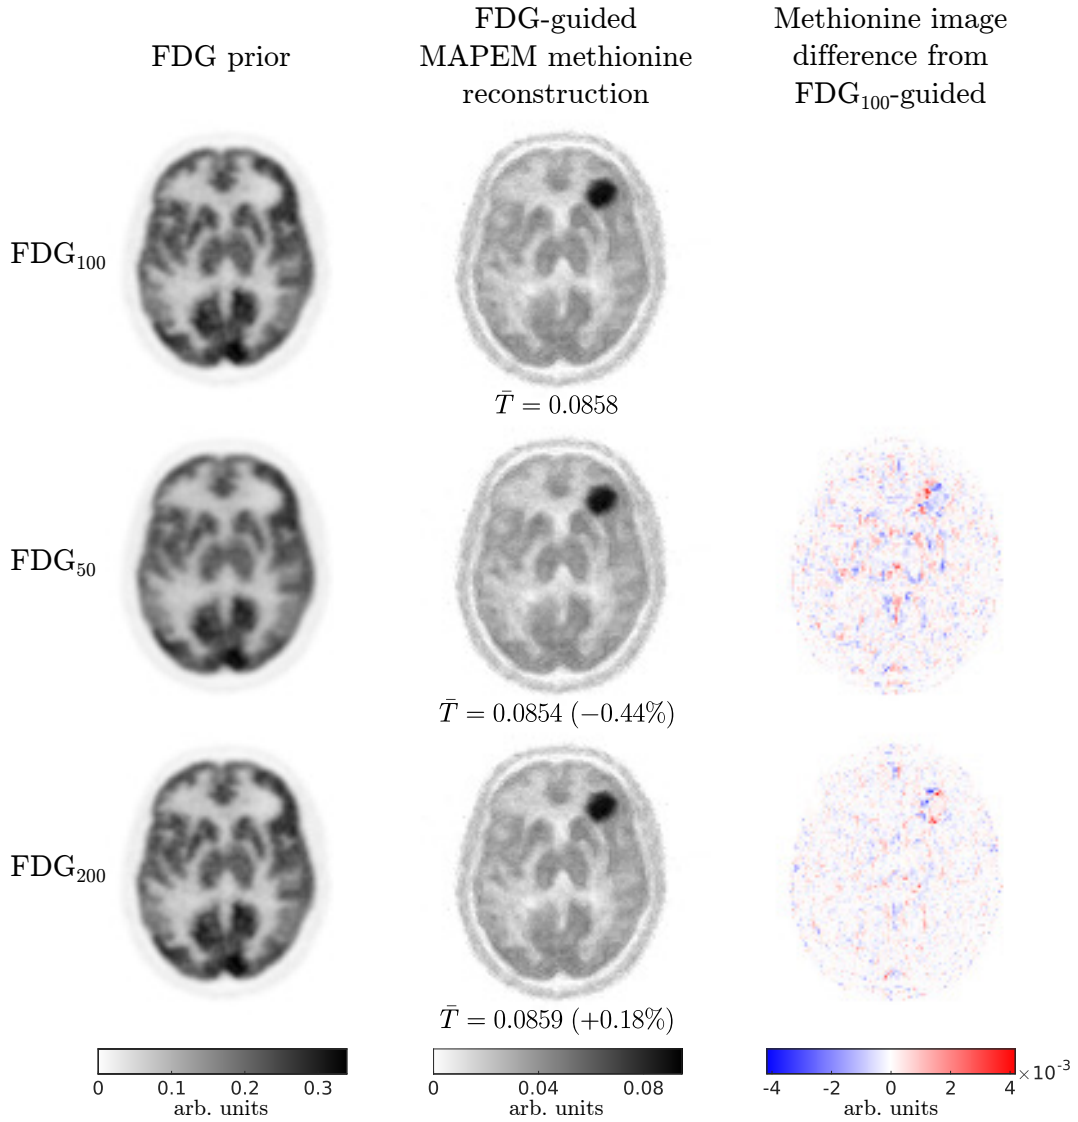 FDG prior
FDG-guided
MAPEM methionine
reconstruction
Methionine image
difference from
FDG₁₀₀-guided
FDG₁₀₀
T̄ = 0.0858
FDG₅₀
T̄ = 0.0854 (−0.44%)
FDG₂₀₀
T̄ = 0.0859 (+0.18%)
0 0.1 0.2 0.3
arb. units
0 0.04 0.08
arb. units
-4 -2 0 2 4 ×10⁻³
arb. units